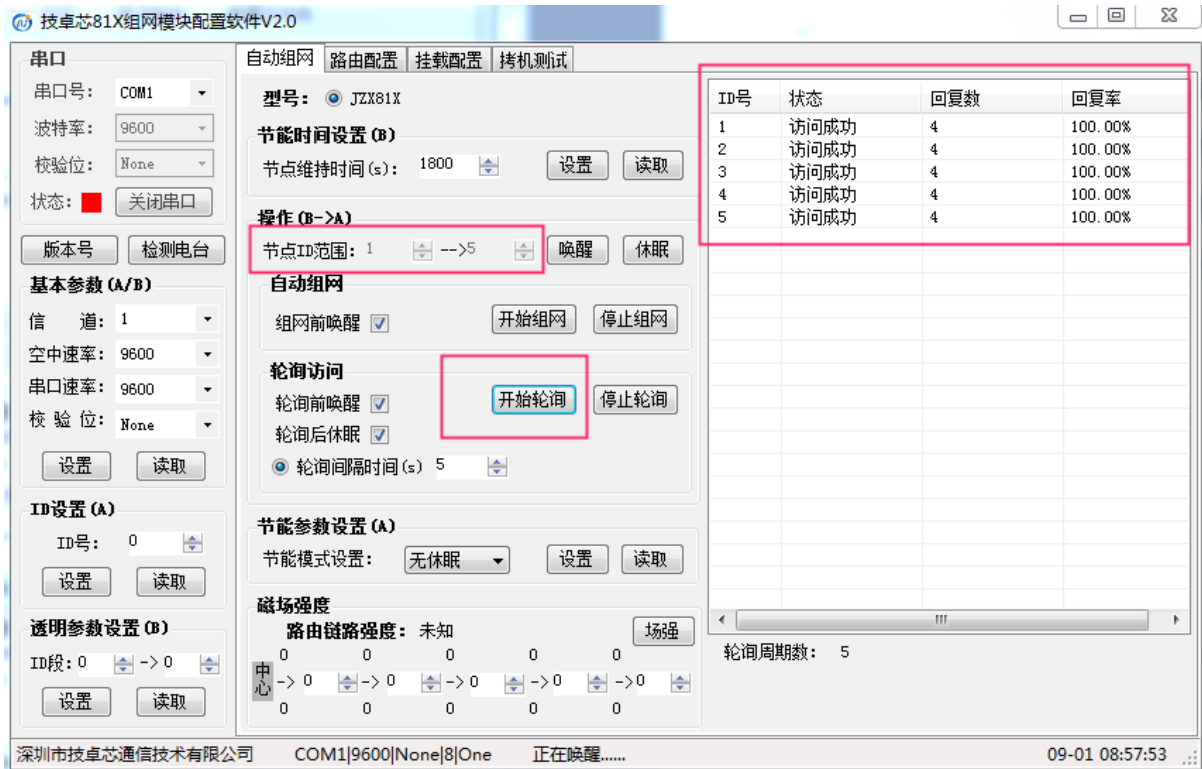 技卓芯81X组网模块配置软件V2.0
串口
串口号: COM1
波特率: 9600
校验位: None
状态: 关闭串口
版本号 检测电台
基本参数(A/B)
信 道: 1
空中速率: 9600
串口速率: 9600
校 验 位: None
设置 读取
ID设置(A)
ID号: 0
设置 读取
透明参数设置(B)
ID段: 0 -> 0
设置 读取
自动组网 路由配置 挂载配置 拷机测试
型号: JZX81X
节能时间设置(B)
节点维持时间(s): 1800 设置 读取
操作(B->A)
节点ID范围: 1 -->5 唤醒 休眠
自动组网
组网前唤醒 开始组网 停止组网
轮询访问
轮询前唤醒 开始轮询 停止轮询
轮询后休眠
轮询间隔时间(s) 5
节能参数设置(A)
节能模式设置: 无休眠 设置 读取
磁场强度
路由链路强度: 未知 场强
0 0 0 0 0
中心 -> 0 -> 0 -> 0 ->0 ->0
0 0 0 0 0
ID号 状态 回复数 回复率
1 访问成功 4 100.00%
2 访问成功 4 100.00%
3 访问成功 4 100.00%
4 访问成功 4 100.00%
5 访问成功 4 100.00%
轮询周期数: 5
深圳市技卓芯通信技术有限公司 COM1|9600|None|8|One 正在唤醒...... 09-01 08:57:53